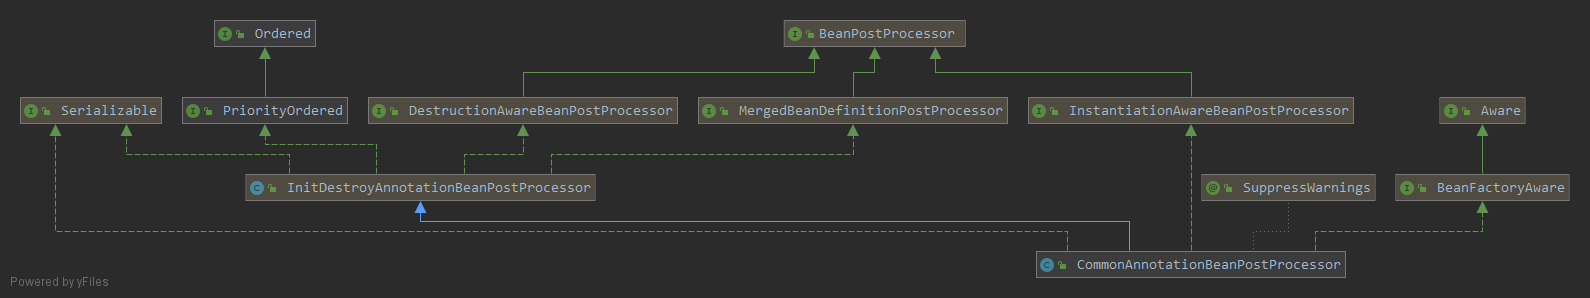 Ordered
BeanPostProcessor
Serializable
PriorityOrdered
DestructionAwareBeanPostProcessor
MergedBeanDefinitionPostProcessor
InstantiationAwareBeanPostProcessor
Aware
InitDestroyAnnotationBeanPostProcessor
SuppressWarnings
BeanFactoryAware
CommonAnnotationBeanPostProcessor
Powered by yFiles